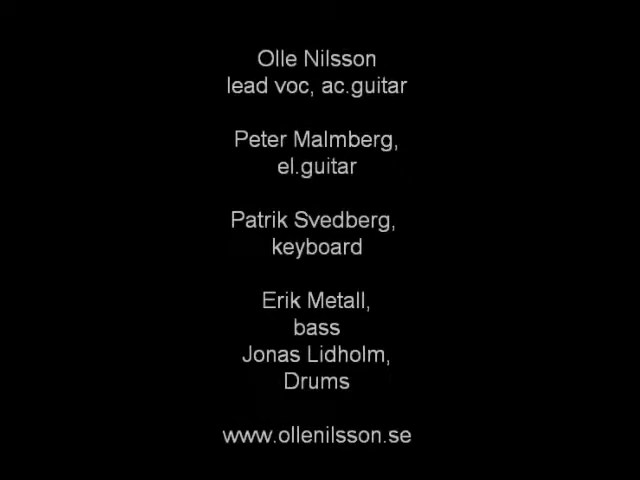 Olle Nilsson
lead voc, ac.guitar
Peter Malmberg,
el.guitar
Patrik Svedberg,
keyboard
Erik Metall,
bass
Jonas Lidholm,
Drums
www.ollenilsson.se